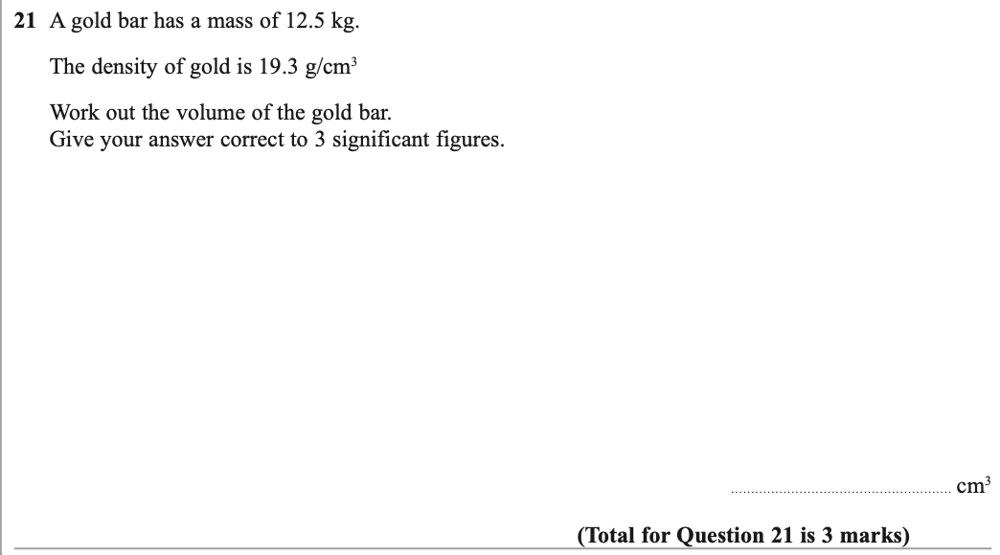 21 A gold bar has a mass of 12.5 kg.
The density of gold is 19.3 g/cm³
Work out the volume of the gold bar.
Give your answer correct to 3 significant figures.
...................................................... cm³
(Total for Question 21 is 3 marks)